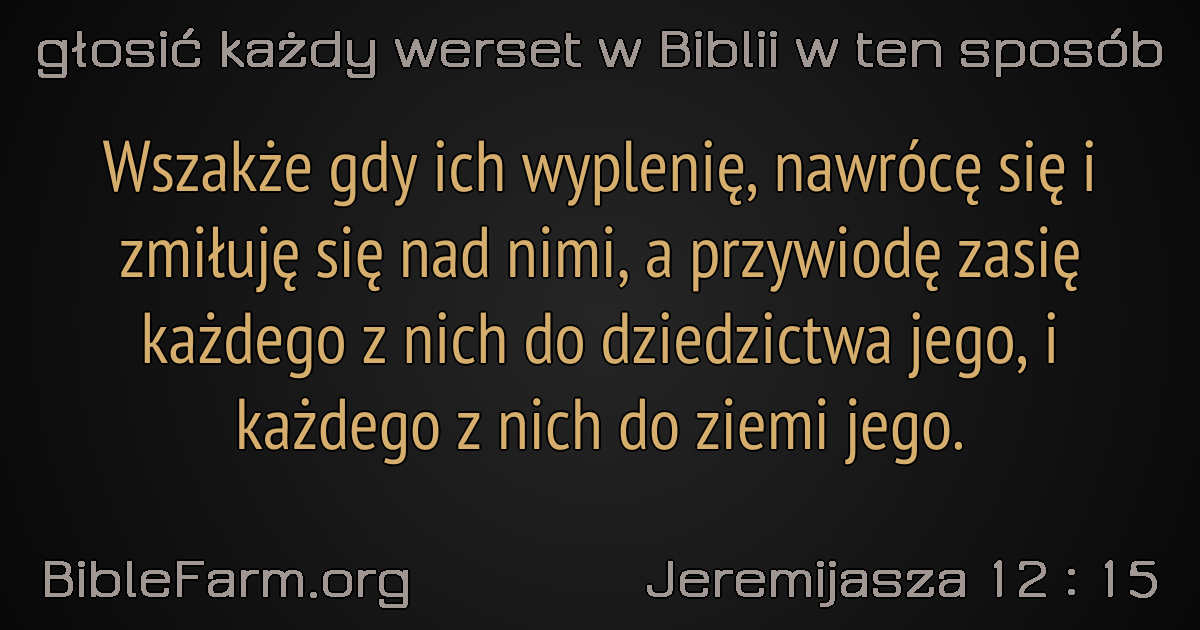 głosić każdy werset w Biblii w ten sposób
Wszakże gdy ich wyplenię, nawrócę się i
zmiłuję się nad nimi, a przywiodę zasię
każdego z nich do dziedzictwa jego, i
każdego z nich do ziemi jego.
BibleFarm.org
Jeremijasza 12 : 15